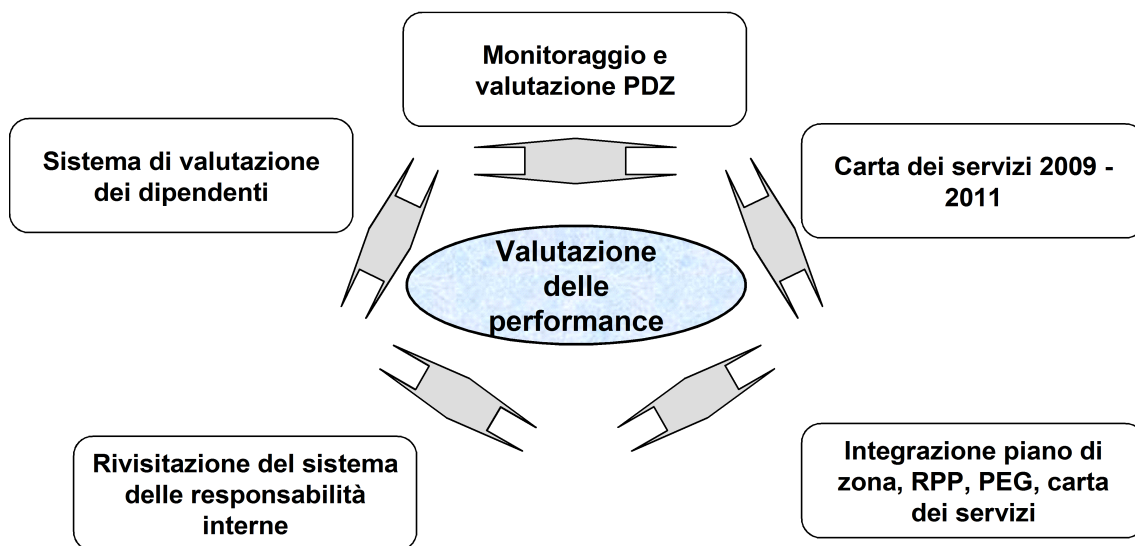 Monitoraggio e
valutazione PDZ
Sistema di valutazione
dei dipendenti
Carta dei servizi 2009 -
2011
Valutazione
delle
performance
Rivisitazione del sistema
delle responsabilità
interne
Integrazione piano di
zona, RPP, PEG, carta
dei servizi